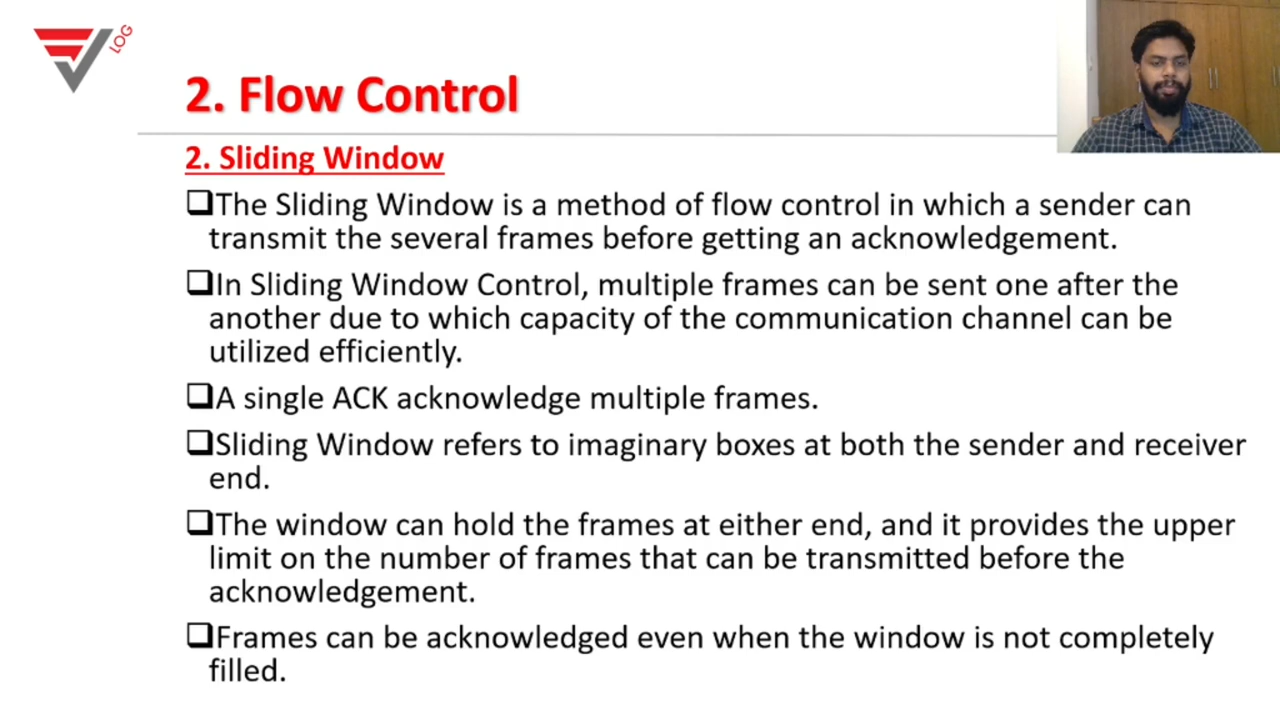 LOG
2. Flow Control
2. Sliding Window
The Sliding Window is a method of flow control in which a sender can
transmit the several frames before getting an acknowledgement.
In Sliding Window Control, multiple frames can be sent one after the
another due to which capacity of the communication channel can be
utilized efficiently.
A single ACK acknowledge multiple frames.
Sliding Window refers to imaginary boxes at both the sender and receiver
end.
The window can hold the frames at either end, and it provides the upper
limit on the number of frames that can be transmitted before the
acknowledgement.
Frames can be acknowledged even when the window is not completely
filled.